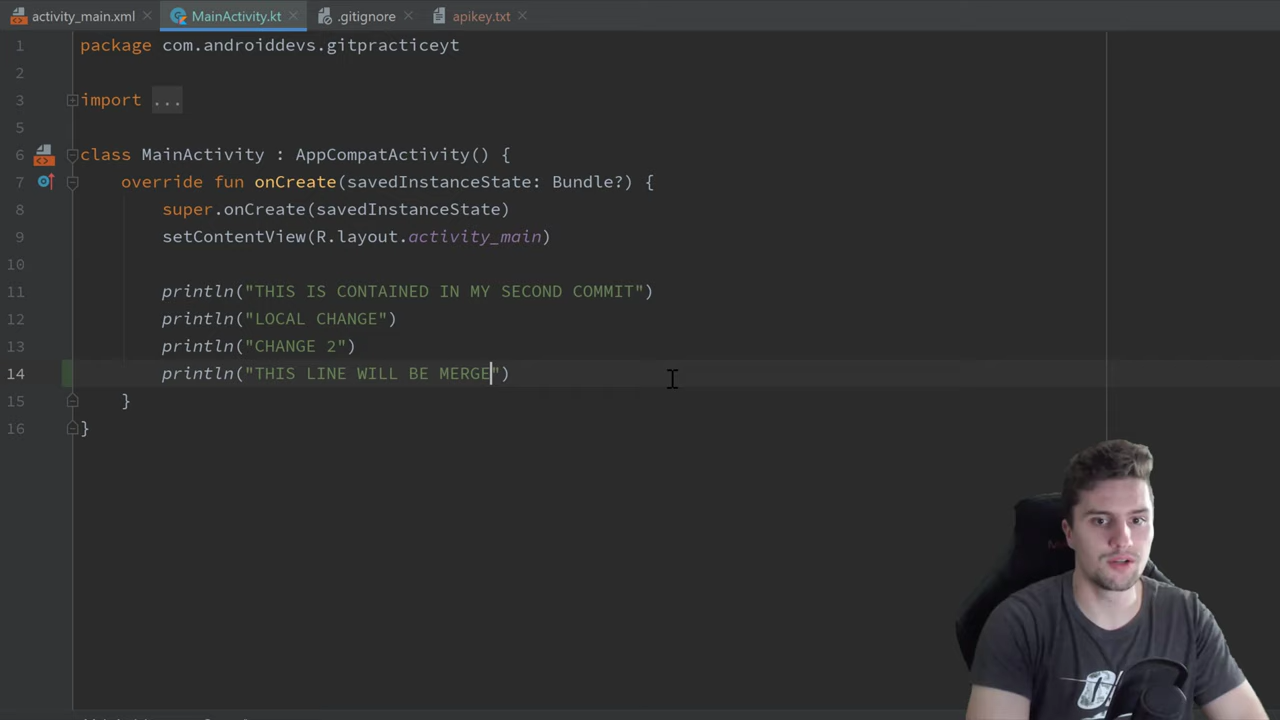 activity_main.xml MainActivity.kt .gitignore apikey.txt
1 package com.androiddevs.gitpracticeyt
2
3 import ...
5
6 class MainActivity : AppCompatActivity() {
7 override fun onCreate(savedInstanceState: Bundle?) {
8 super.onCreate(savedInstanceState)
9 setContentView(R.layout.activity_main)
10
11 println("THIS IS CONTAINED IN MY SECOND COMMIT")
12 println("LOCAL CHANGE")
13 println("CHANGE 2")
14 println("THIS LINE WILL BE MERGE")
15 }
16 }